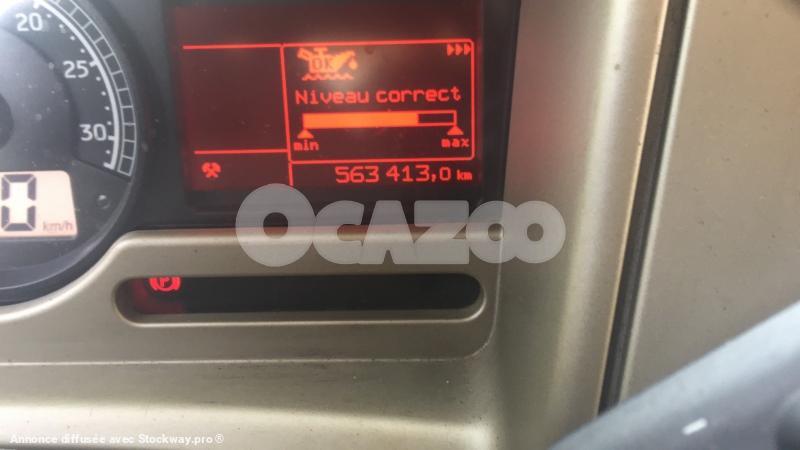 20
25
30
OK
Niveau correct
min
max
563 413,0 km
0
km/h
OCAZOO
P
Annonce diffusée avec Stockway.pro ®